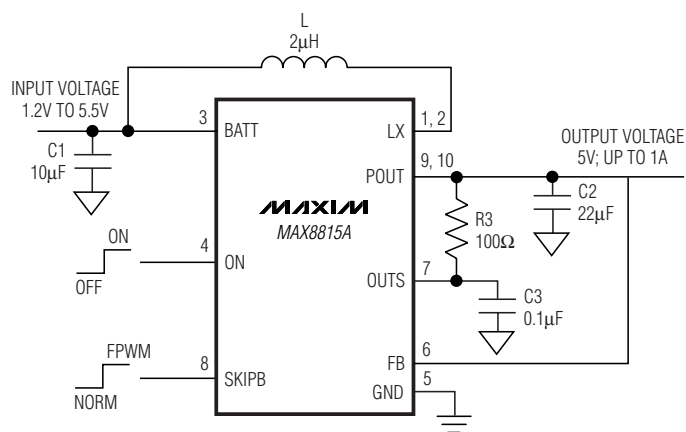 L
2μH
INPUT VOLTAGE
1.2V TO 5.5V
3
BATT
1, 2
LX
C1
10μF
9, 10
POUT
OUTPUT VOLTAGE
5V; UP TO 1A
C2
22μF
MAXIM
MAX8815A
R3
100Ω
ON
OFF
4
ON
7
OUTS
C3
0.1μF
FPWM
NORM
8
SKIPB
6
FB
5
GND